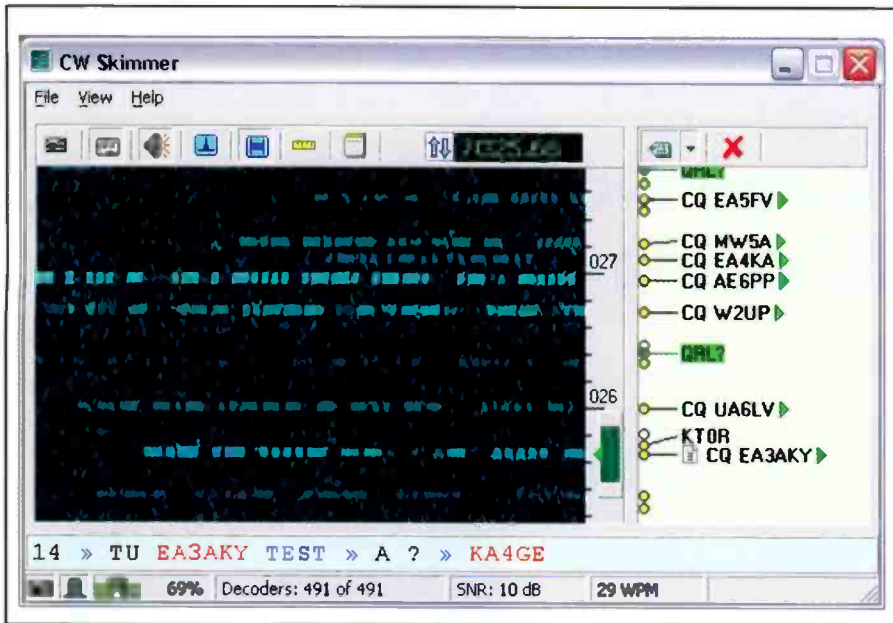 CW Skimmer
File View Help
QRL?
CQ EA5FV
CQ MW5A
027
CQ EA4KA
CQ AE6PP
CQ W2UP
QRL?
026
CQ UA6LV
KT0R
CQ EA3AKY
14 » TU EA3AKY TEST » A ? » KA4GE
69% Decoders: 491 of 491 SNR: 10 dB 29 WPM